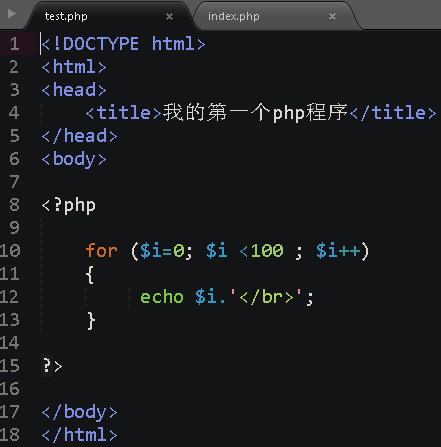 test.php × index.php ×
1 <!DOCTYPE html>
2 <html>
3 <head>
4     <title>我的第一个php程序</title>
5 </head>
6 <body>
7
8 <?php
9
10     for ($i=0; $i <100 ; $i++)
11     {
12          echo $i.'</br>';
13     }
14
15 ?>
16
17 </body>
18 </html>